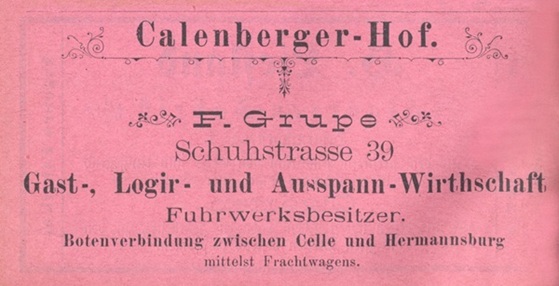 Calenberger-Hof.
F. Grupe
Schuhstrasse 39
Gast-, Logir- und Ausspann-Wirthschaft
Fuhrwerksbesitzer.
Botenverbindung zwischen Celle und Hermannsburg
mittelst Frachtwagens.